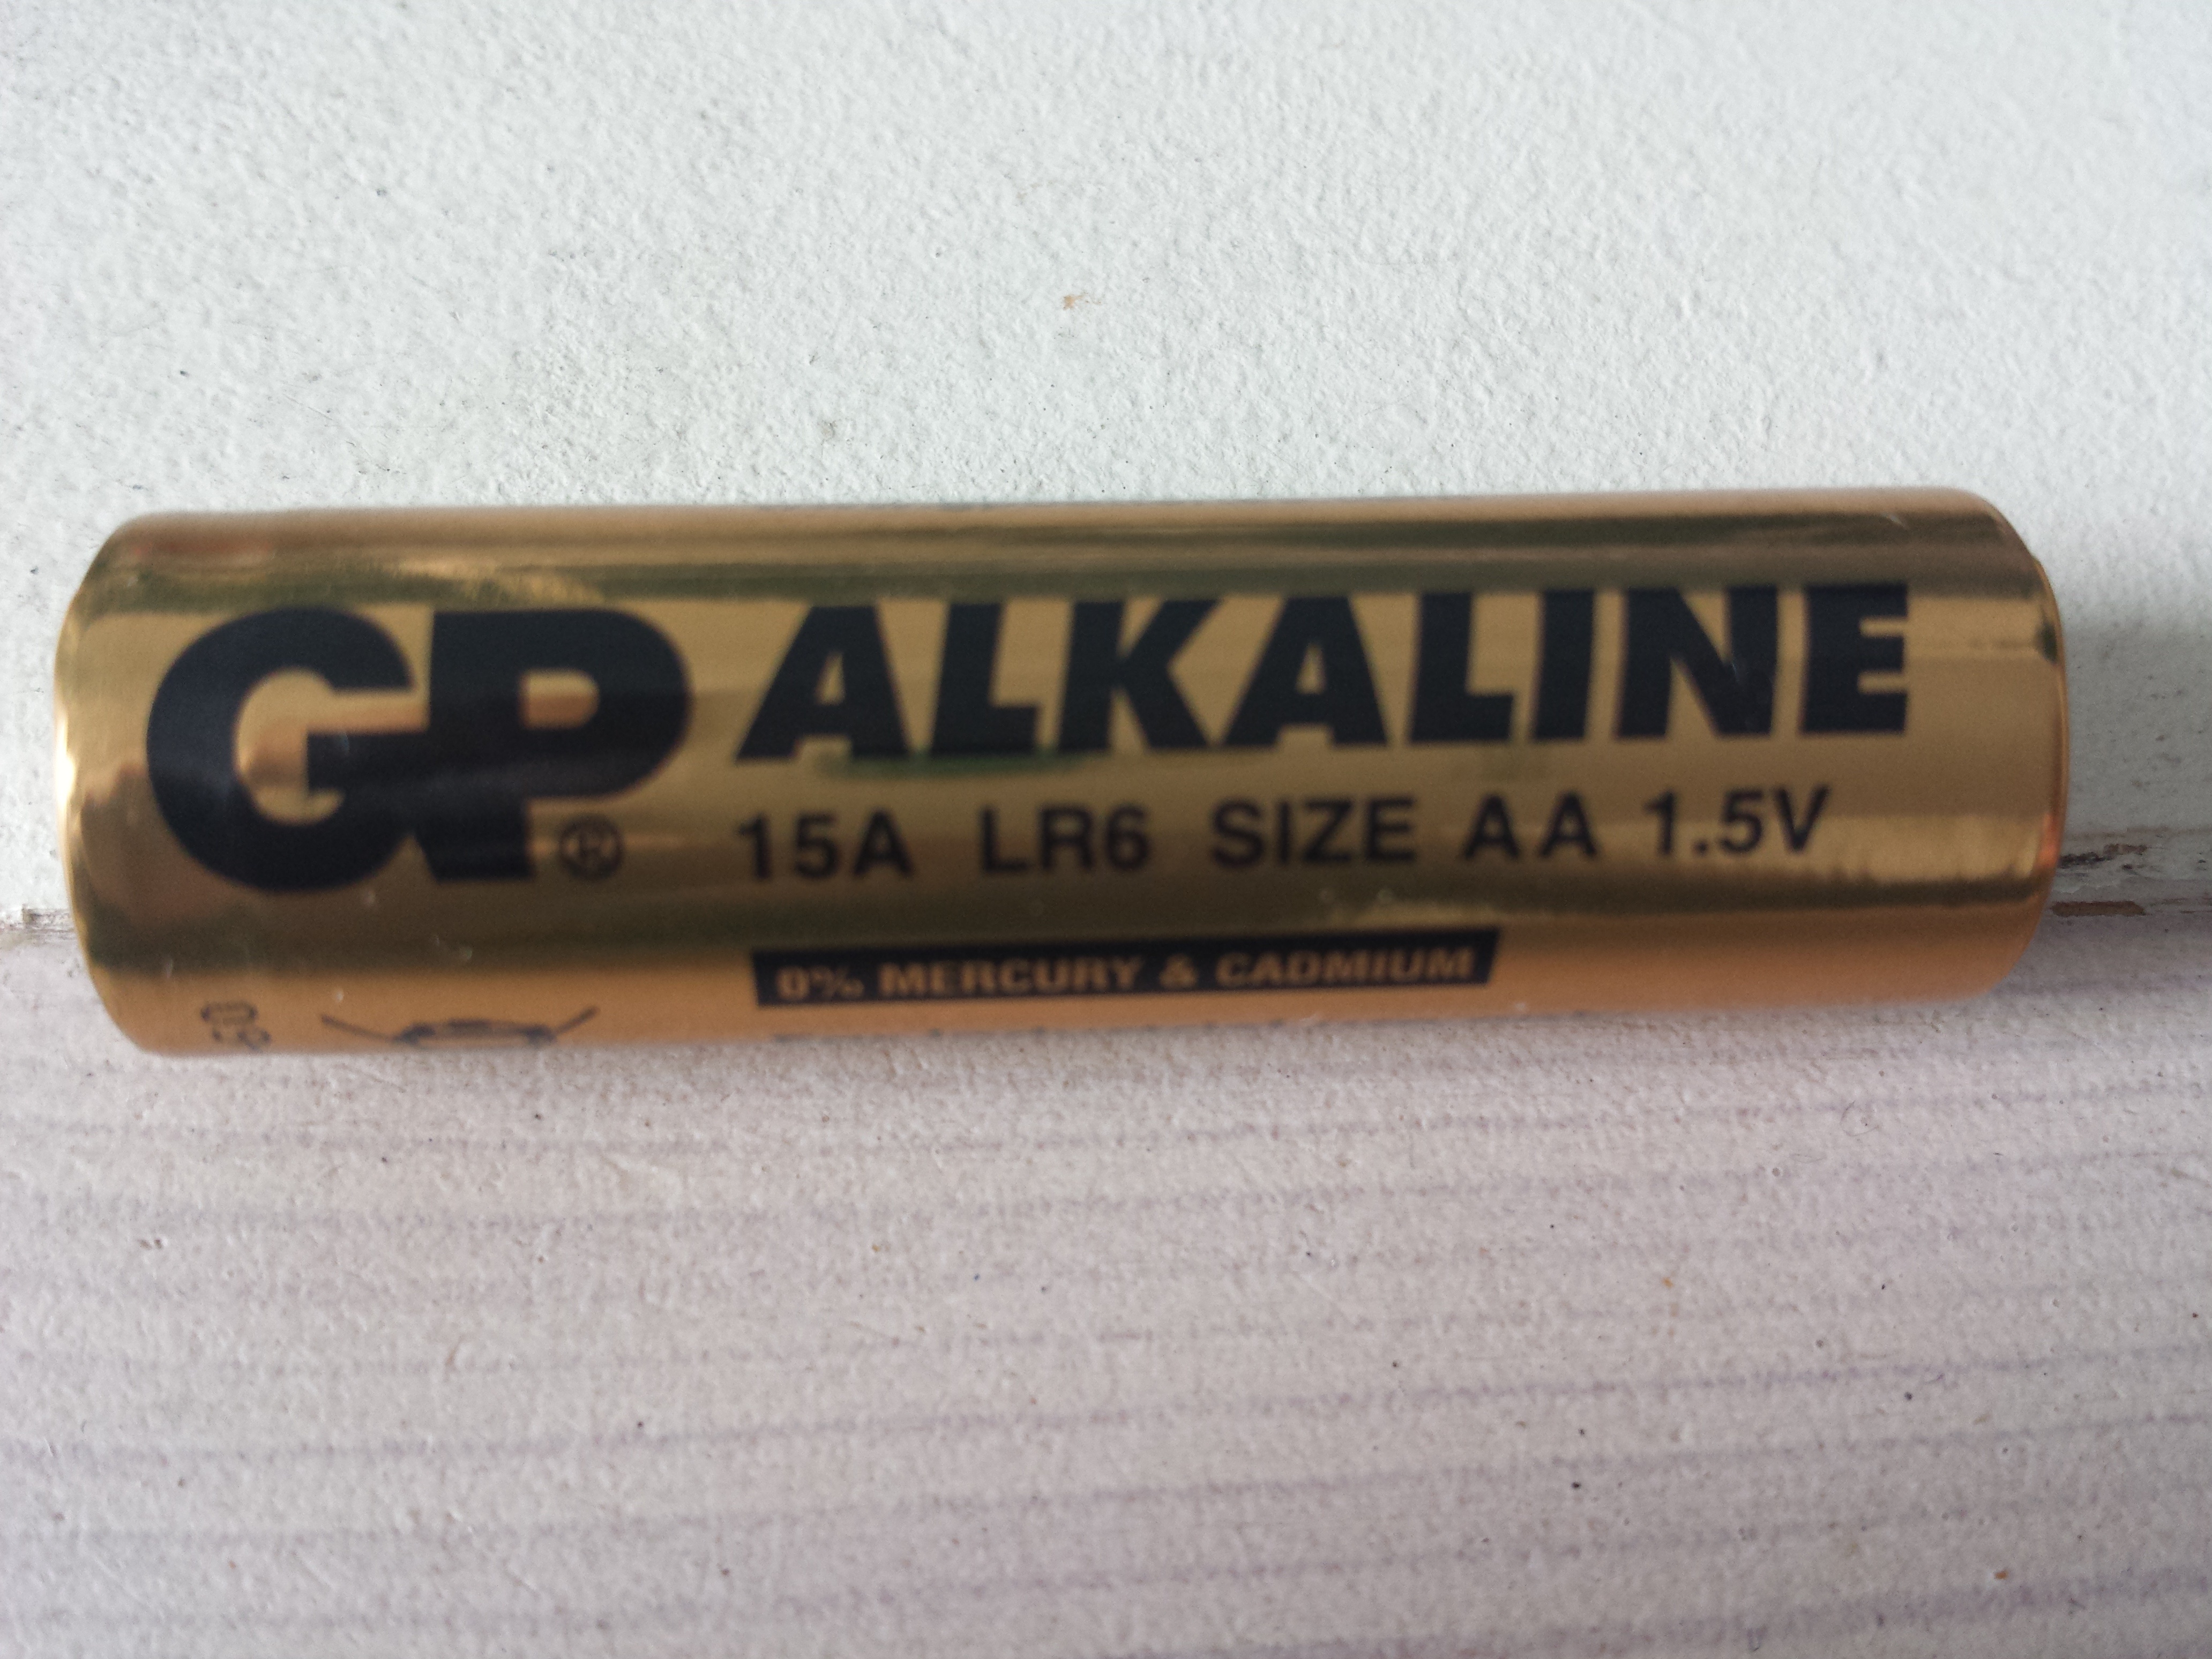 GP ALKALINE
®
15A LR6 SIZE AA 1.5V
0% MERCURY & CADMIUM